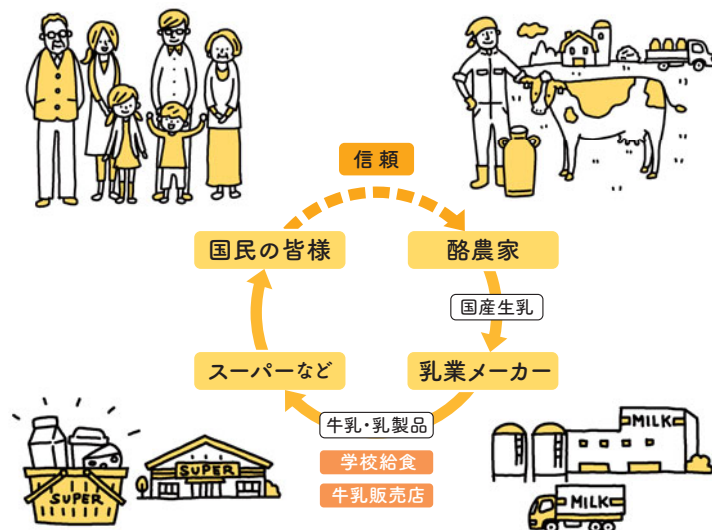 信頼
国民の皆様
酪農家
国産生乳
スーパーなど
乳業メーカー
牛乳・乳製品
学校給食
牛乳販売店
SUPER
SUPER
MILK
MILK